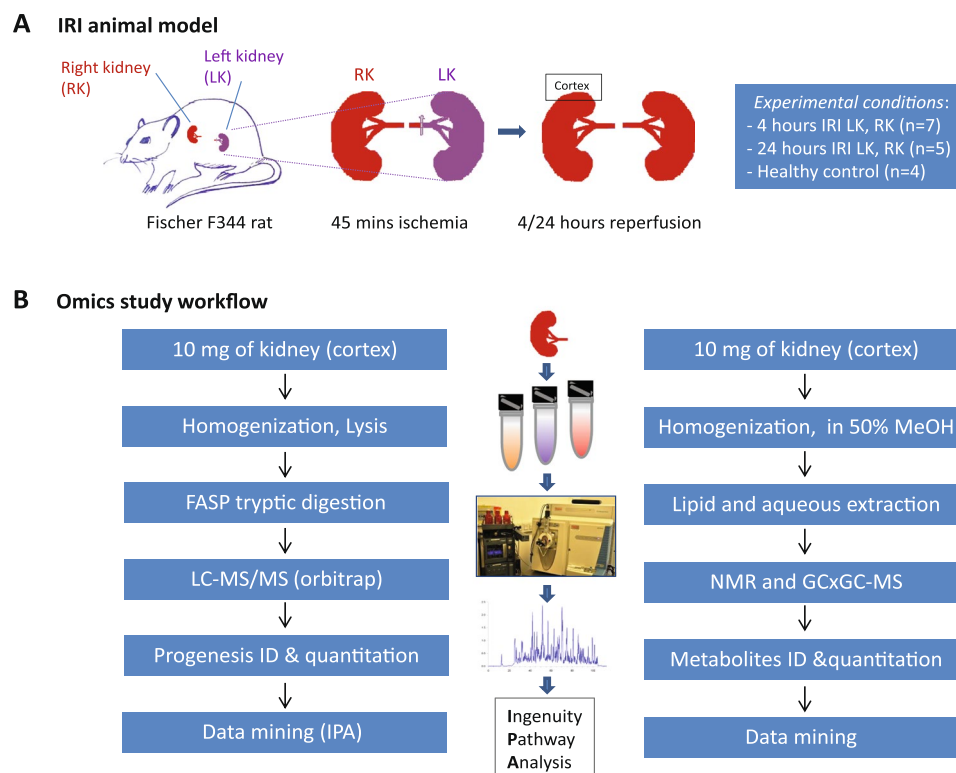 A IRI animal model
Right kidney
(RK)
Left kidney
(LK)
RK
LK
Cortex
Experimental conditions:
- 4 hours IRI LK, RK (n=7)
- 24 hours IRI LK, RK (n=5)
- Healthy control (n=4)
Fischer F344 rat
45 mins ischemia
4/24 hours reperfusion
B Omics study workflow
10 mg of kidney (cortex)
Homogenization, Lysis
FASP tryptic digestion
LC-MS/MS (orbitrap)
Progenesis ID & quantitation
Data mining (IPA)
Ingenuity
Pathway
Analysis
10 mg of kidney (cortex)
Homogenization, in 50% MeOH
Lipid and aqueous extraction
NMR and GCxGC-MS
Metabolites ID &quantitation
Data mining